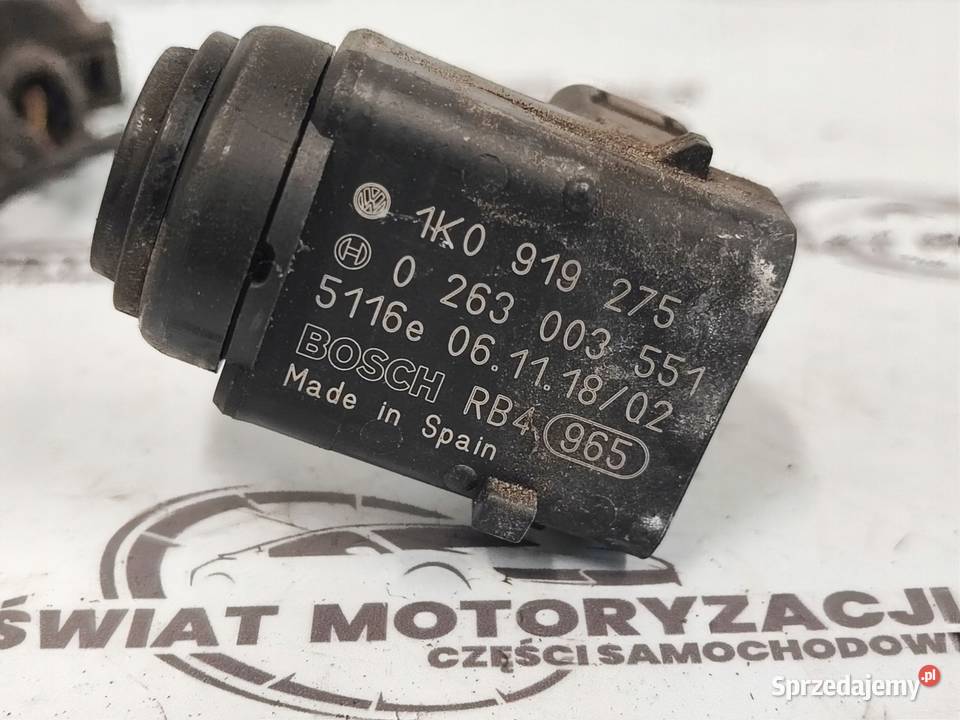 1K0 919 275
0 263 003 551
5116e 06.11.18/02
BOSCH RB4 965
Made in Spain
ŚWIAT MOTORYZACJI
CZĘŚCI SAMOCHODOWE
Sprzedajemy.pl